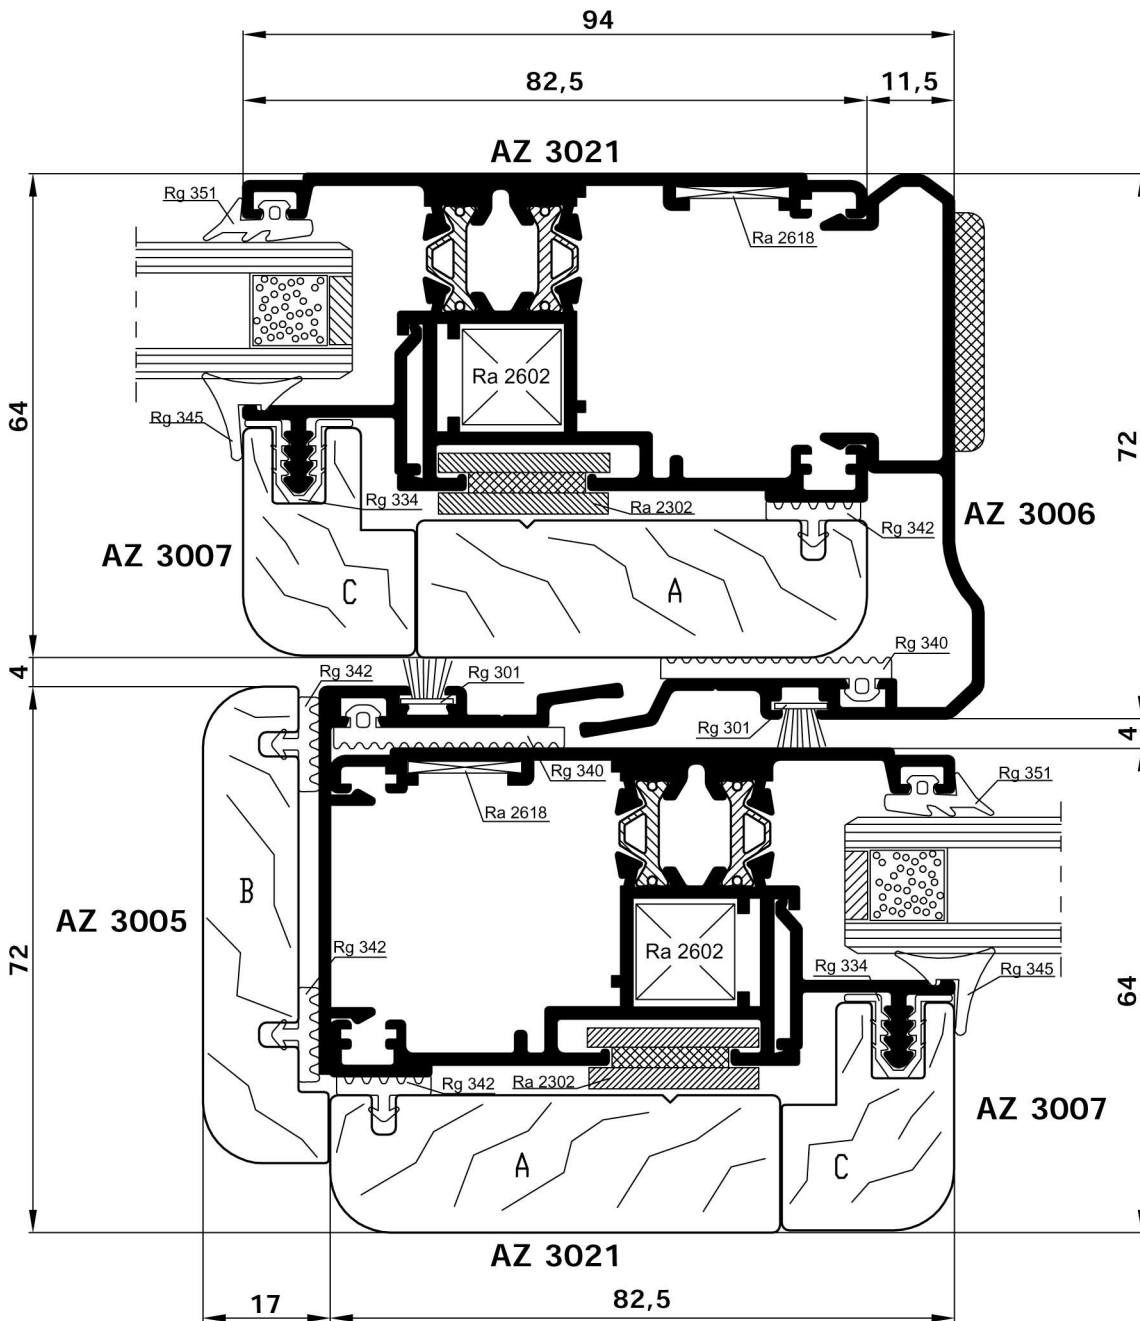 94
82,5
11,5
AZ 3021
Rg 351
Ra 2618
64
Ra 2602
72
Rg 345
Rg 334
Ra 2302
Rg 342
AZ 3006
AZ 3007
C
A
4
Rg 342
Rg 301
Rg 340
Rg 301
4
Rg 340
Rg 351
Ra 2618
B
AZ 3005
72
Rg 342
Ra 2602
Rg 334
Rg 345
64
Rg 342
Ra 2302
AZ 3007
A
C
AZ 3021
17
82,5